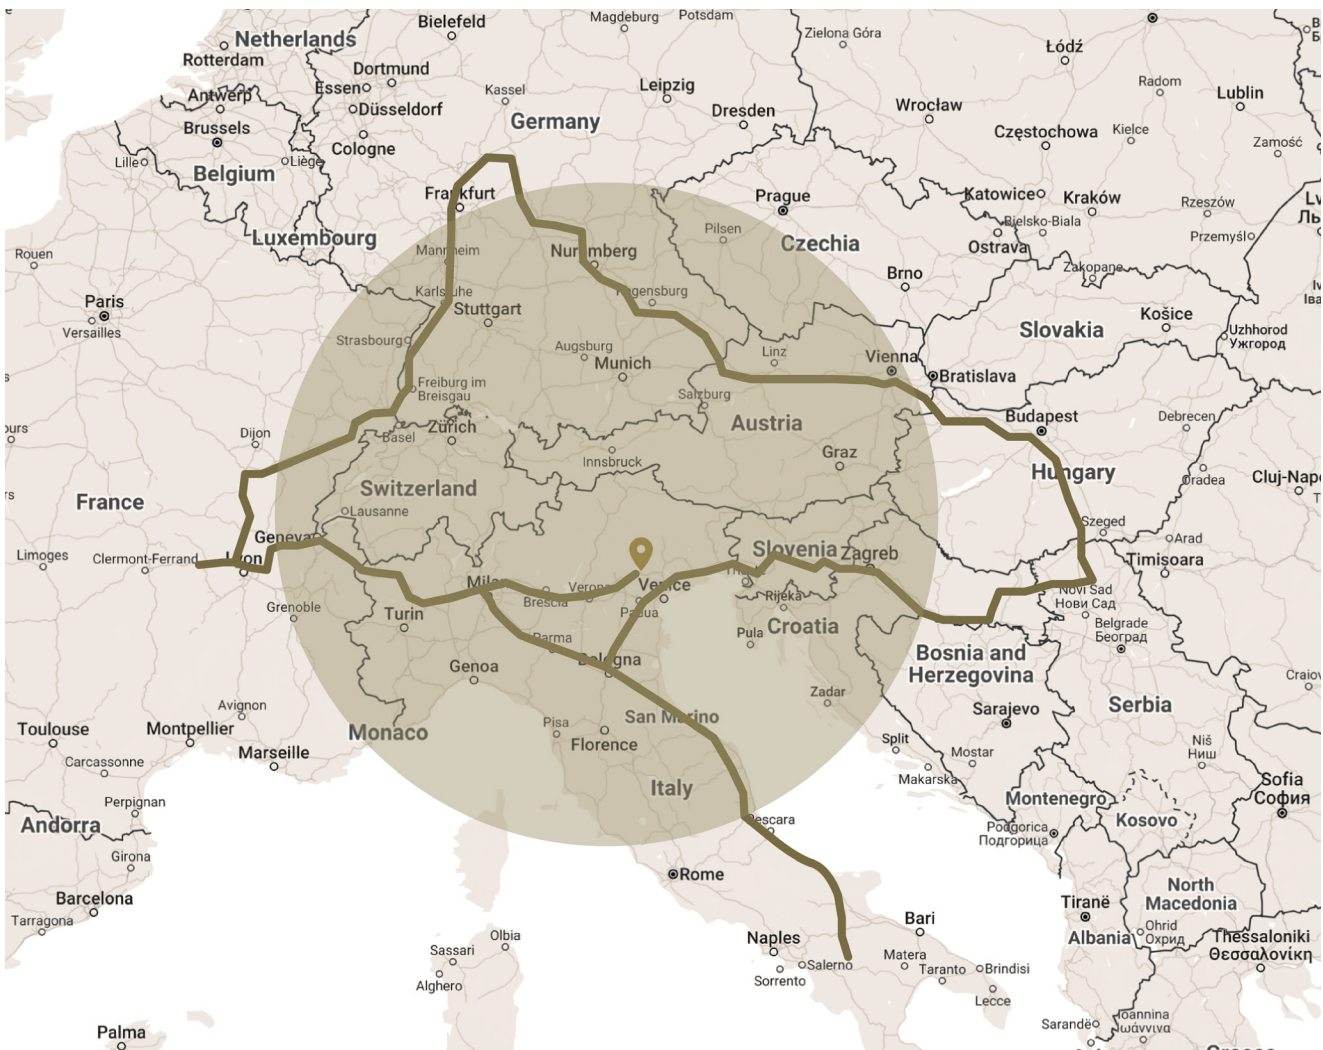 Bielefeld
Magdeburg
Potsdam
Netherlands
Rotterdam
Zielona Góra
Łódź
Dortmund
Essen
Kassel
Leipzig
Radom
Antwerp
Düsseldorf
Dresden
Wrocław
Lublin
Brussels
Germany
Częstochowa
Kielce
Zamość
Cologne
Lille
Liège
Belgium
Frankfurt
Prague
Katowice
Kraków
Rzeszów
Bielsko-Biala
Pilsen
Przemyśl
Luxembourg
Czechia
Ostrava
Rouen
Mannheim
Nuremberg
Brno
Zakopane
Paris
Karlsruhe
Regensburg
Versailles
Stuttgart
Slovakia
Košice
Strasbourg
Uzhhorod
Ужгород
Augsburg
Munich
Linz
Vienna
Bratislava
Freiburg im
Breisgau
Salzburg
Budapest
Debrecen
Dijon
Basel
Zürich
Austria
Innsbruck
Graz
Hungary
Oradea
Cluj-Napo
France
Switzerland
Lausanne
Szeged
Arad
Geneva
Limoges
Clermont-Ferrand
Lyon
Slovenia
Zagreb
Timișoara
Milan
Verona
Venice
Brescia
Padua
Rijeka
Novi Sad
Нови Сад
Grenoble
Turin
Belgrade
Београд
Parma
Pula
Croatia
Genoa
Bologna
Bosnia and
Herzegovina
Zadar
Craiov
Avignon
San Marino
Sarajevo
Serbia
Toulouse
Montpellier
Monaco
Pisa
Florence
Split
Mostar
Niš
Ниш
Marseille
Carcassonne
Makarska
Italy
Sofia
София
Perpignan
Montenegro
Andorra
Pescara
Podgorica
Подгорица
Kosovo
Girona
Rome
Barcelona
North
Macedonia
Tiranë
Tarragona
Bari
Ohrid
Охрид
Albania
Thessaloniki
Θεσσαλονίκη
Olbia
Sassari
Naples
Salerno
Matera
Taranto
Brindisi
Sorrento
Alghero
Lecce
Ioannina
Ιωάννινα
Sarandë
Palma